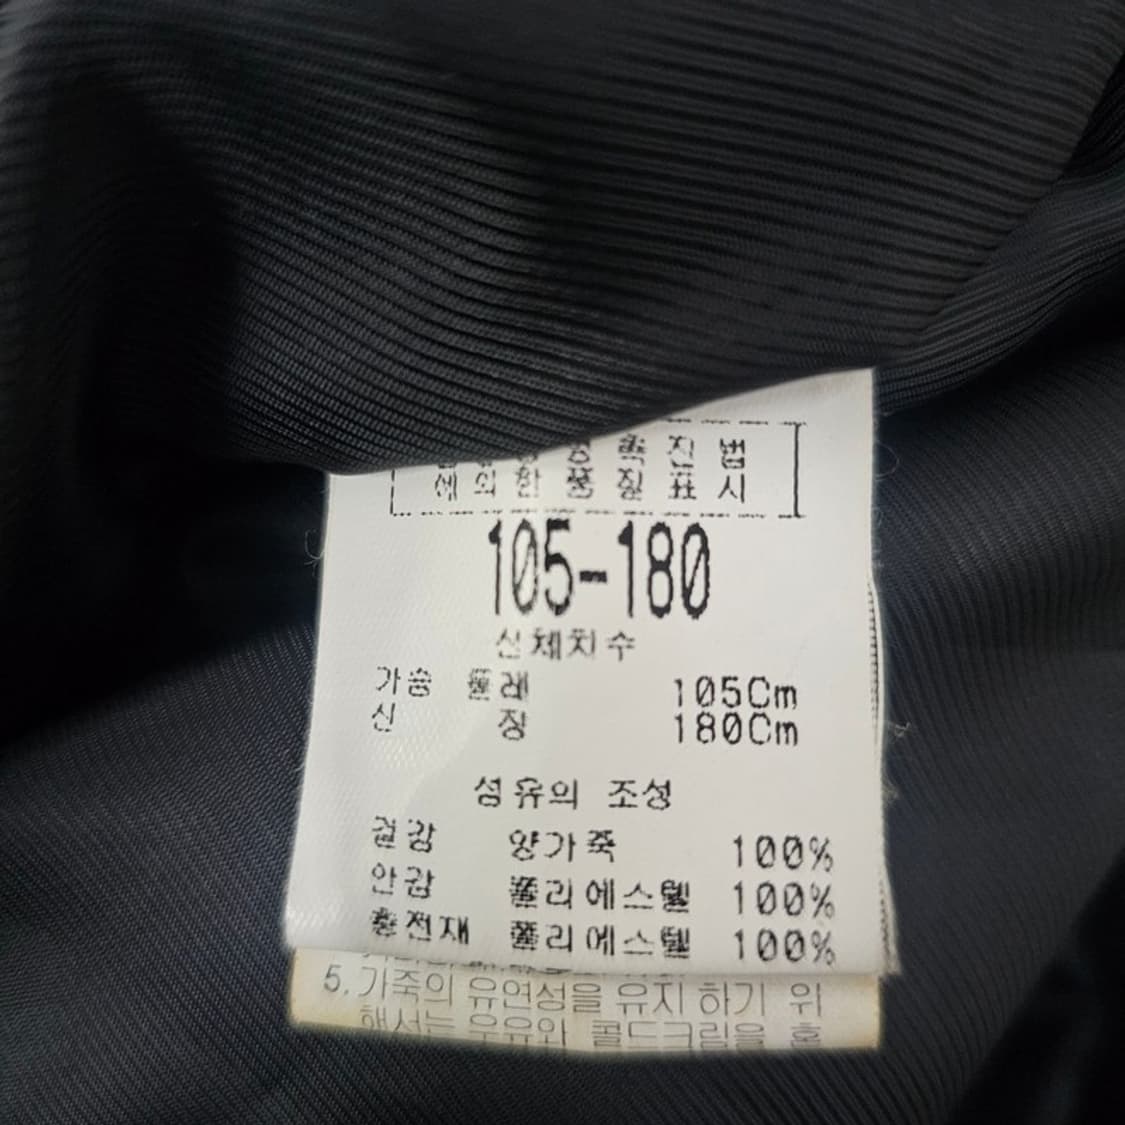 촉진법
에 의한 품질표시
105-180
신체치수
가슴 둘레 105Cm
신 장 180Cm
섬유의 조성
겉감 양가죽 100%
안감 폴리에스텔 100%
충전재 폴리에스텔 100%
5. 가죽의 유연성을 유지하기 위
해서는 우유와 콜드크림을